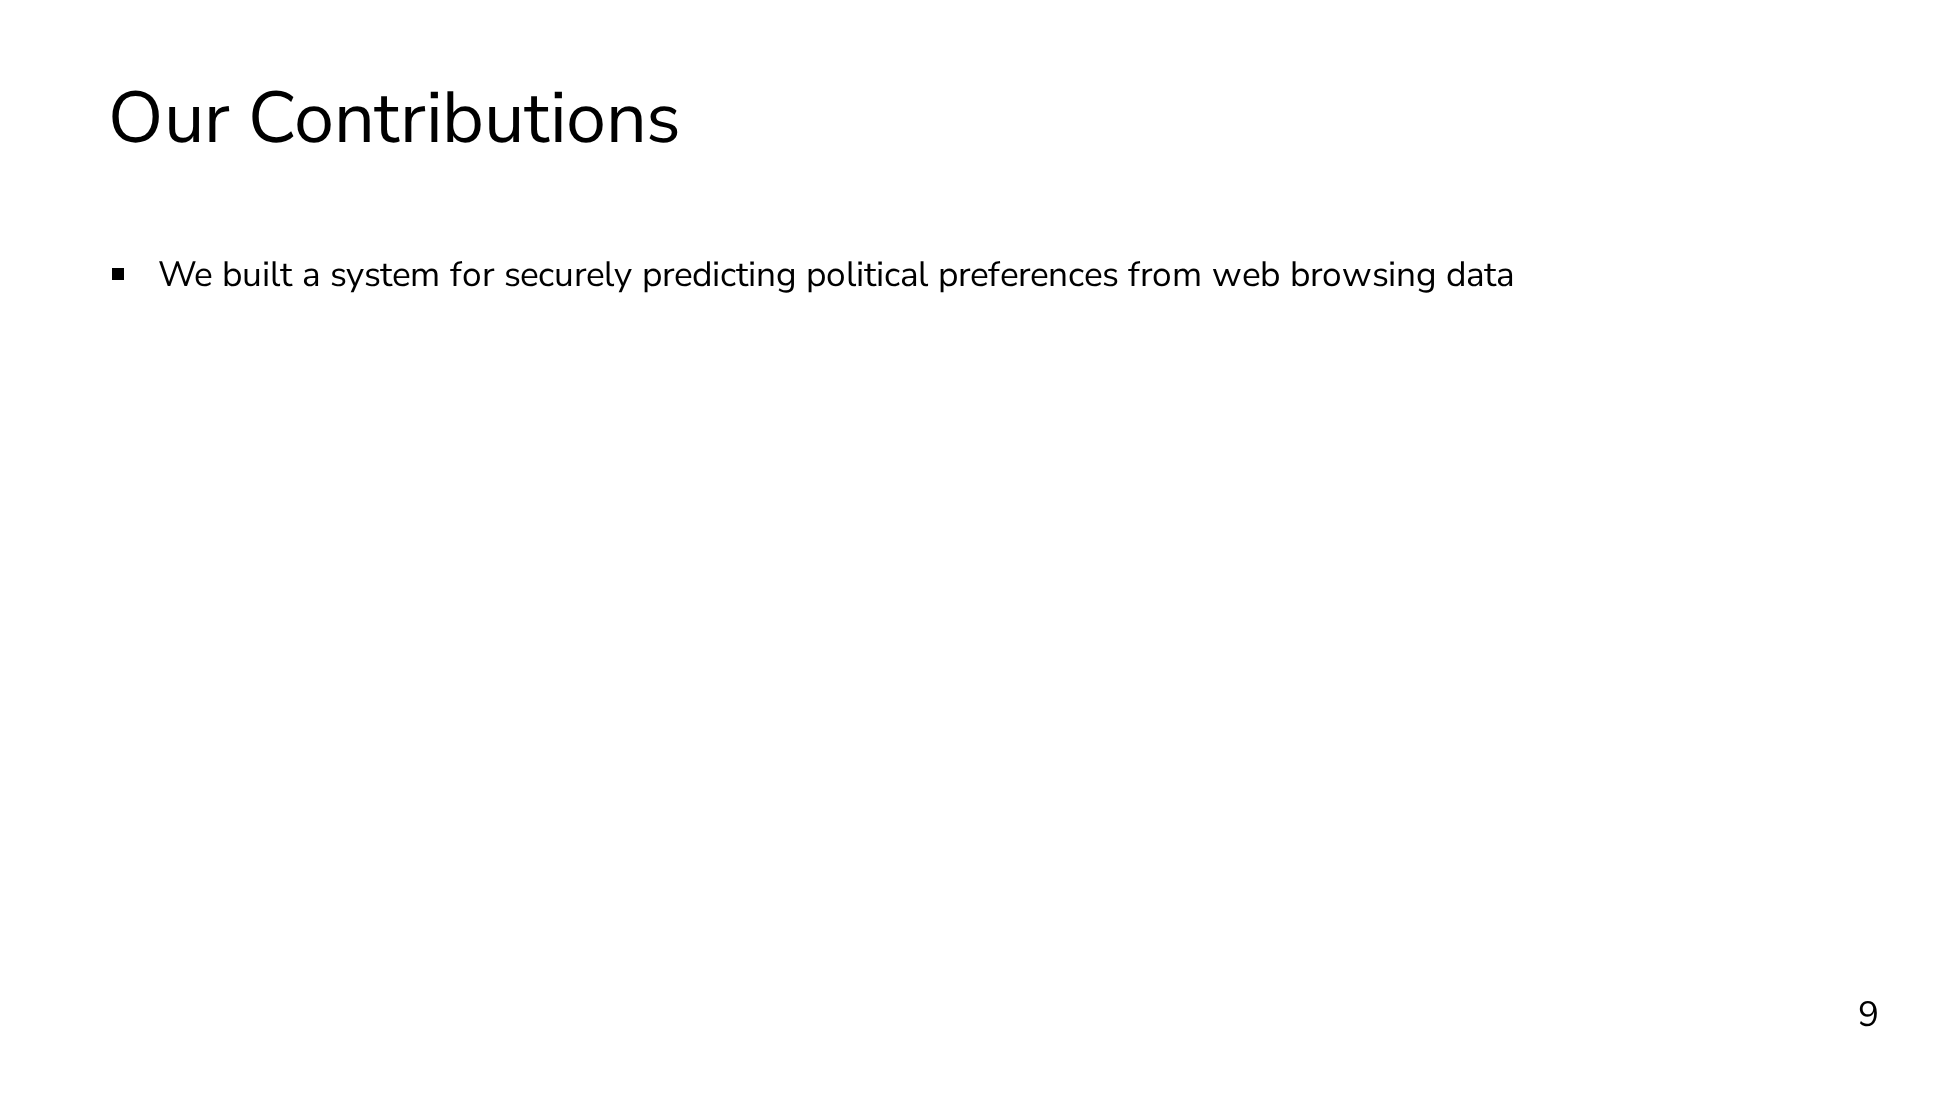 Our Contributions
▪ We built a system for securely predicting political preferences from web browsing data
9